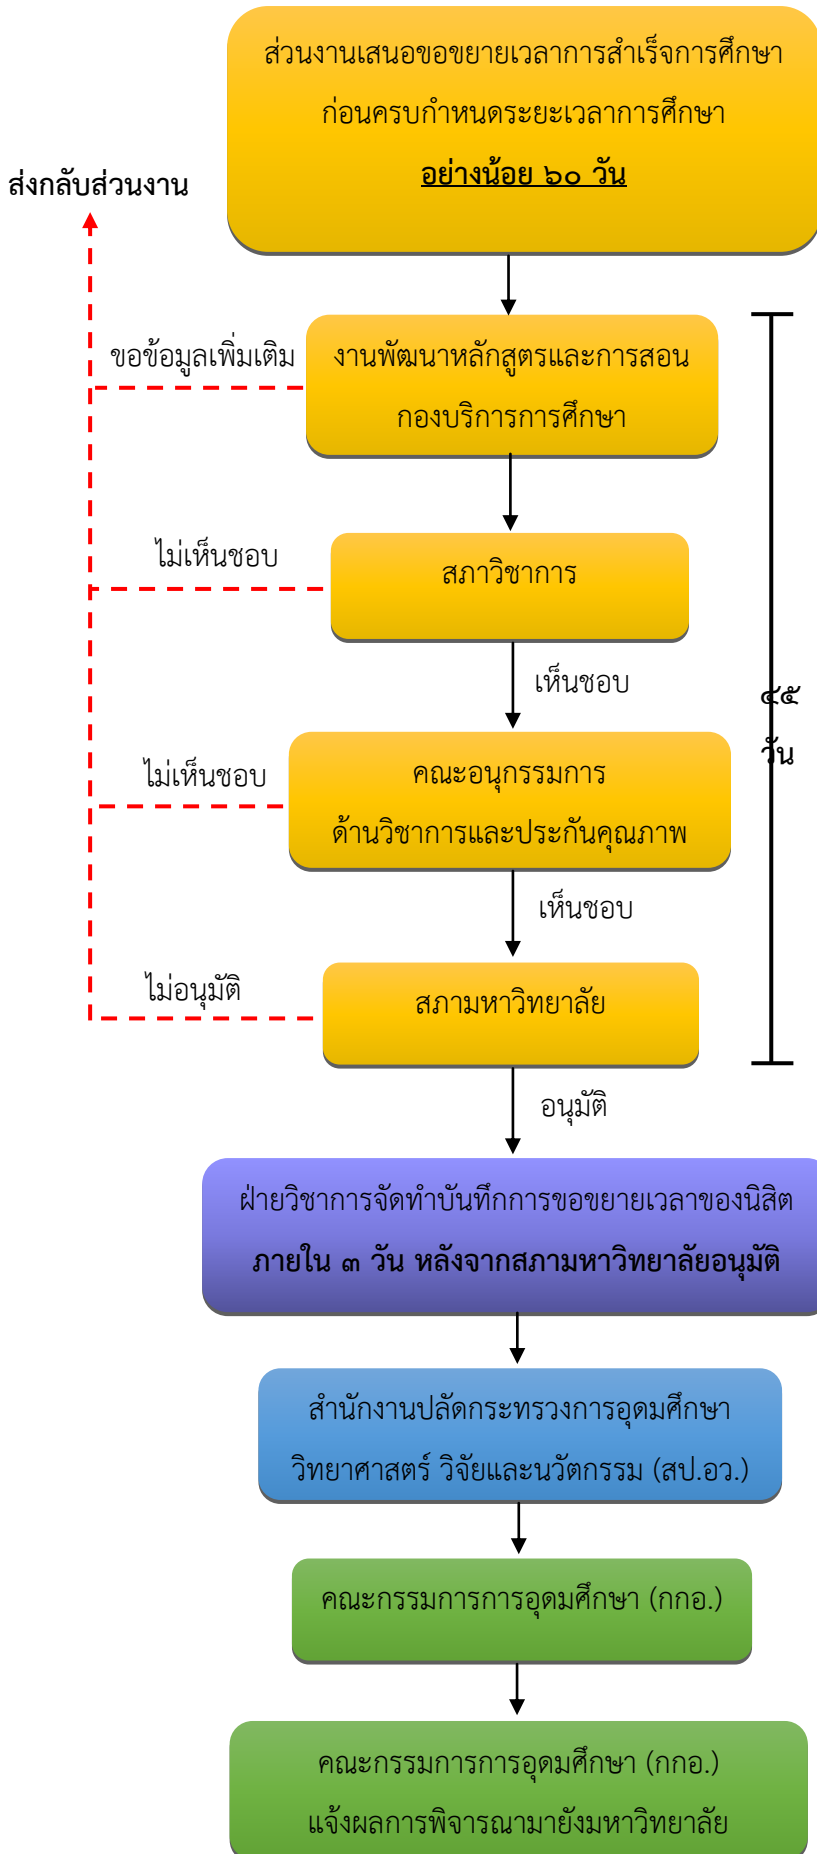 ส่วนงานเสนอขอขยายเวลาการสำเร็จการศึกษา
ก่อนครบกำหนดระยะเวลาการศึกษา
อย่างน้อย ๖๐ วัน
ส่งกลับส่วนงาน
ขอข้อมูลเพิ่มเติม
งานพัฒนาหลักสูตรและการสอน
กองบริการการศึกษา
ไม่เห็นชอบ
สภาวิชาการ
เห็นชอบ
๔๕
วัน
ไม่เห็นชอบ
คณะอนุกรรมการ
ด้านวิชาการและประกันคุณภาพ
เห็นชอบ
ไม่อนุมัติ
สภามหาวิทยาลัย
อนุมัติ
ฝ่ายวิชาการจัดทำบันทึกการขอขยายเวลาของนิสิต
ภายใน ๓ วัน หลังจากสภามหาวิทยาลัยอนุมัติ
สำนักงานปลัดกระทรวงการอุดมศึกษา
วิทยาศาสตร์ วิจัยและนวัตกรรม (สป.อว.)
คณะกรรมการการอุดมศึกษา (กกอ.)
คณะกรรมการการอุดมศึกษา (กกอ.)
แจ้งผลการพิจารณามายังมหาวิทยาลัย